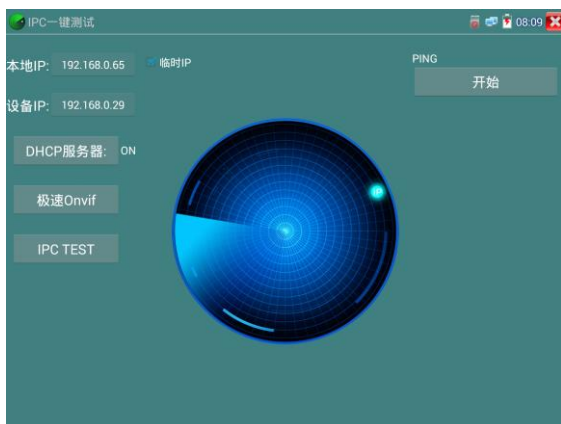 IPC一键测试
08:09
本地IP: 192.168.0.65 临时IP
PING
开始
设备IP: 192.168.0.29
DHCP服务器: ON
IP
极速Onvif
IPC TEST